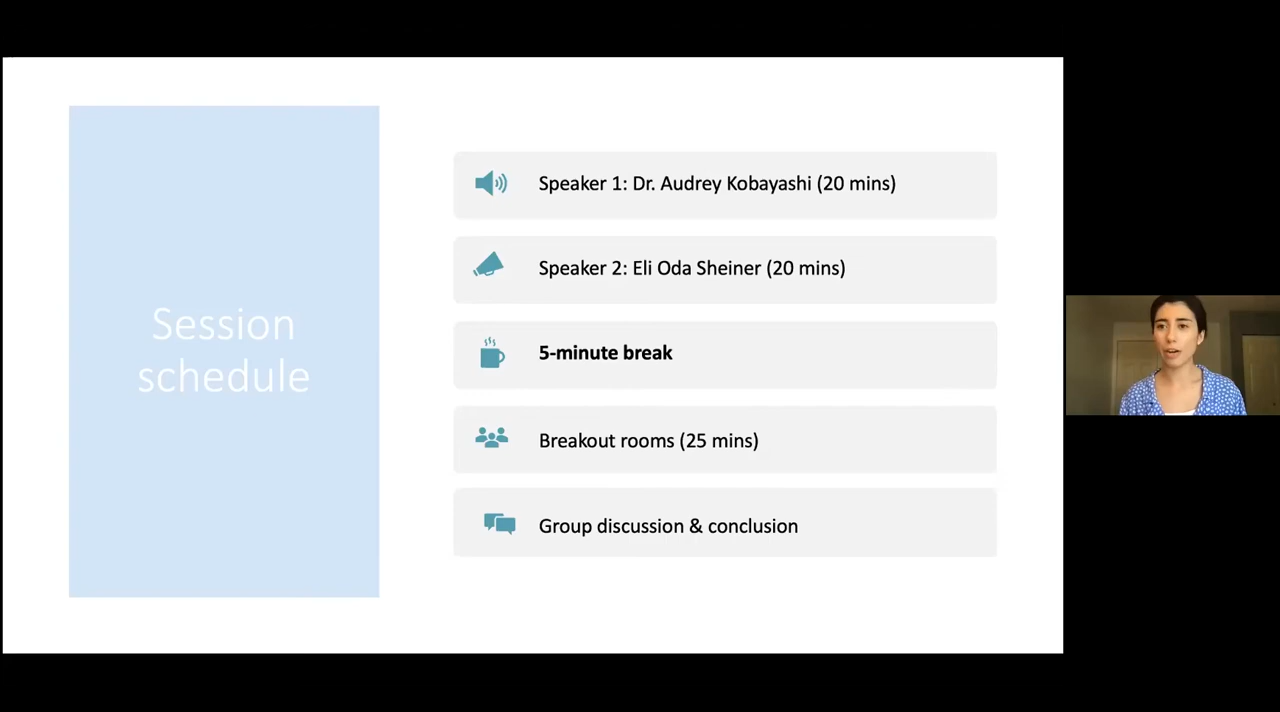 Session
schedule
Speaker 1: Dr. Audrey Kobayashi (20 mins)
Speaker 2: Eli Oda Sheiner (20 mins)
5-minute break
Breakout rooms (25 mins)
Group discussion & conclusion